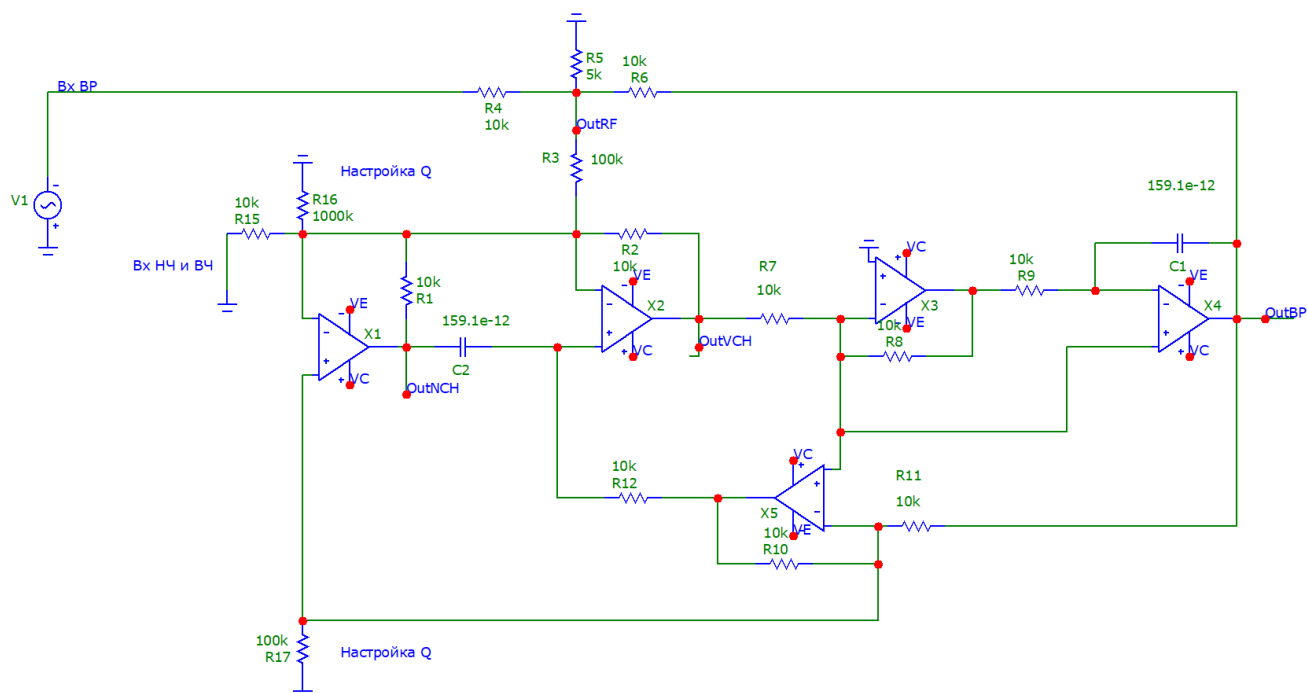 R5
5k
10k
R6
Вх BP
R4
10k
OutRF
R3
100k
Настройка Q
V1
R16
1000k
10k
R15
159.1e-12
R2
10k
Вх НЧ и ВЧ
VC
VE
R7
10k
10k
R9
C1
VE
10k
R1
X2
X3
X4
VE
159.1e-12
X1
VE
10k
R8
OutBP
OutVCH
VC
VC
C2
VC
OutNCH
VC
10k
R12
R11
10k
X5
10k
VE
R10
100k
R17
Настройка Q